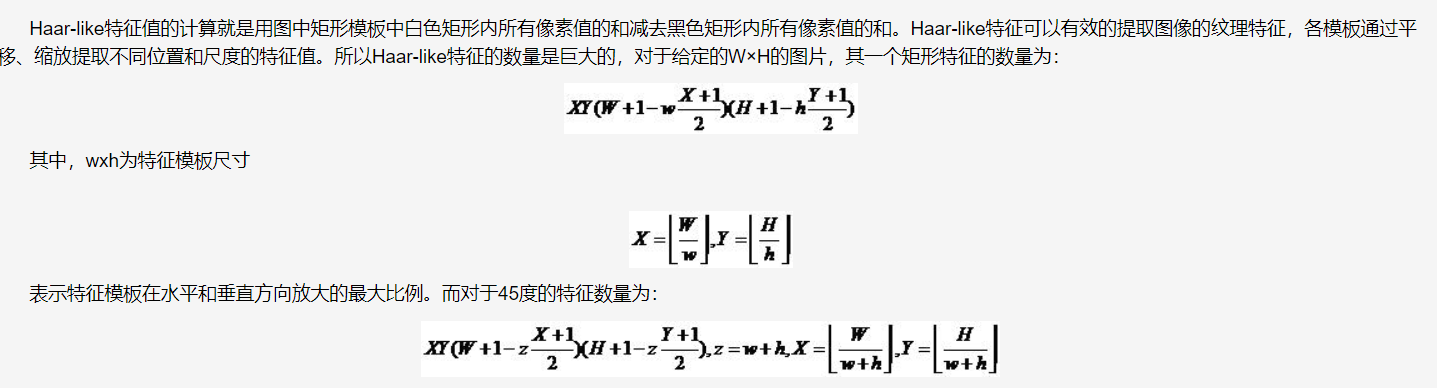 Haar-like特征值的计算就是用图中矩形模板中白色矩形内所有像素值的和减去黑色矩形内所有像素值的和。Haar-like特征可以有效的提取图像的纹理特征，各模板通过平
移、缩放提取不同位置和尺度的特征值。所以Haar-like特征的数量是巨大的，对于给定的W×H的图片，其一个矩形特征的数量为：
XY(W+1-w\frac{X+1}{2})(H+1-h\frac{Y+1}{2})
其中，wxh为特征模板尺寸
X=⌊\frac{W}{w}⌋,Y=⌊\frac{H}{h}⌋
表示特征模板在水平和垂直方向放大的最大比例。而对于45度的特征数量为：
XY(W+1-z\frac{X+1}{2})(H+1-z\frac{Y+1}{2}),z=w+h,X=⌊\frac{W}{w+h}⌋,Y=⌊\frac{H}{w+h}⌋